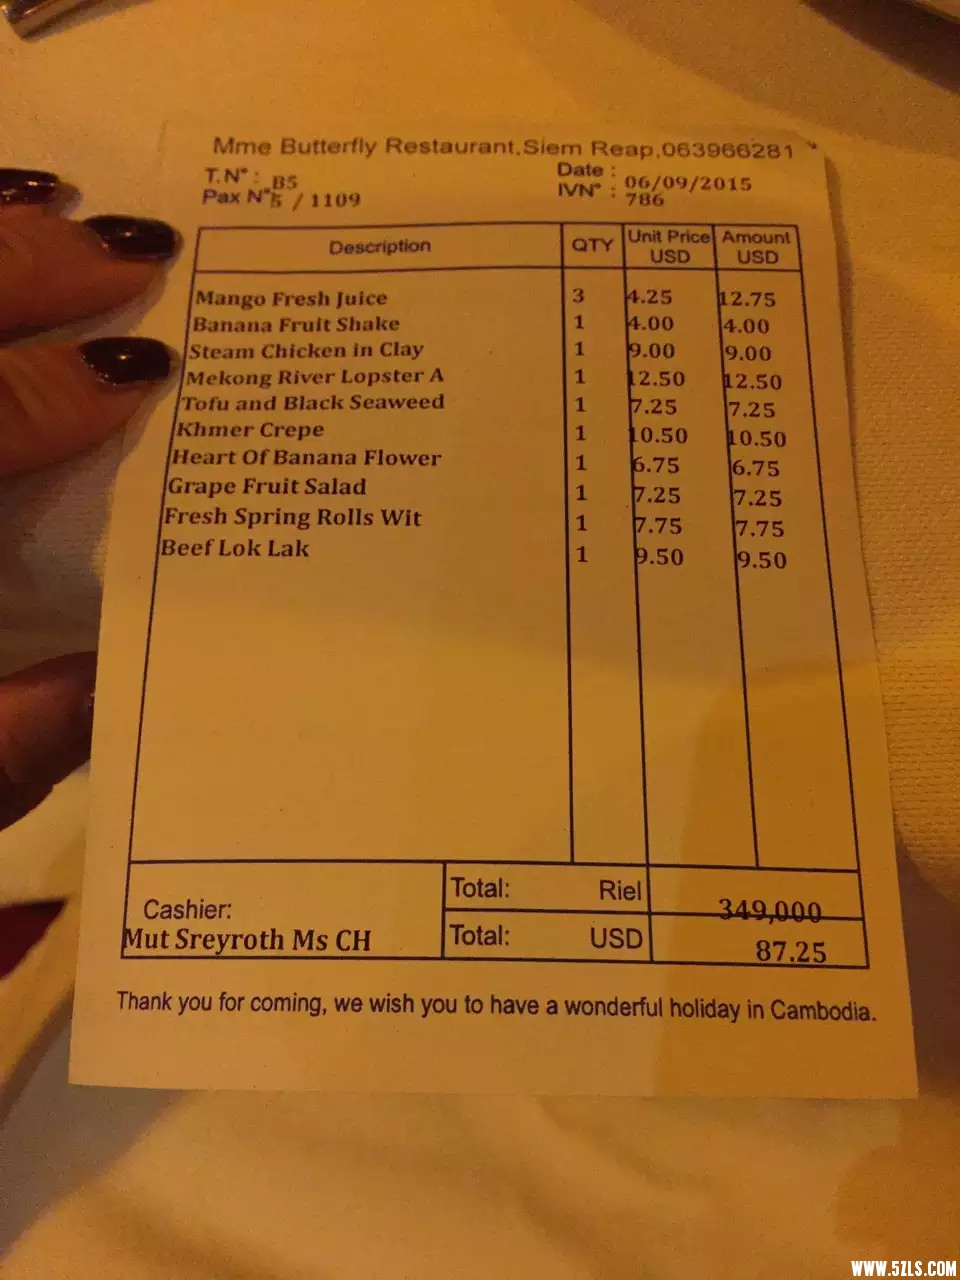 Mme Butterfly Restaurant,Siem Reap,063966281
T.N° : B5 Date : 06/09/2015
Pax N° 5 / 1109 IVN° : 786
Description QTY Unit Price USD Amount USD
Mango Fresh Juice 3 4.25 12.75
Banana Fruit Shake 1 4.00 4.00
Steam Chicken in Clay 1 9.00 9.00
Mekong River Lopster A 1 12.50 12.50
Tofu and Black Seaweed 1 7.25 7.25
Khmer Crepe 1 10.50 10.50
Heart Of Banana Flower 1 6.75 6.75
Grape Fruit Salad 1 7.25 7.25
Fresh Spring Rolls Wit 1 7.75 7.75
Beef Lok Lak 1 9.50 9.50
Total: Riel 349,000
Cashier:
Mut Sreyroth Ms CH Total: USD 87.25
Thank you for coming, we wish you to have a wonderful holiday in Cambodia.
WWW.5ZLS.COM